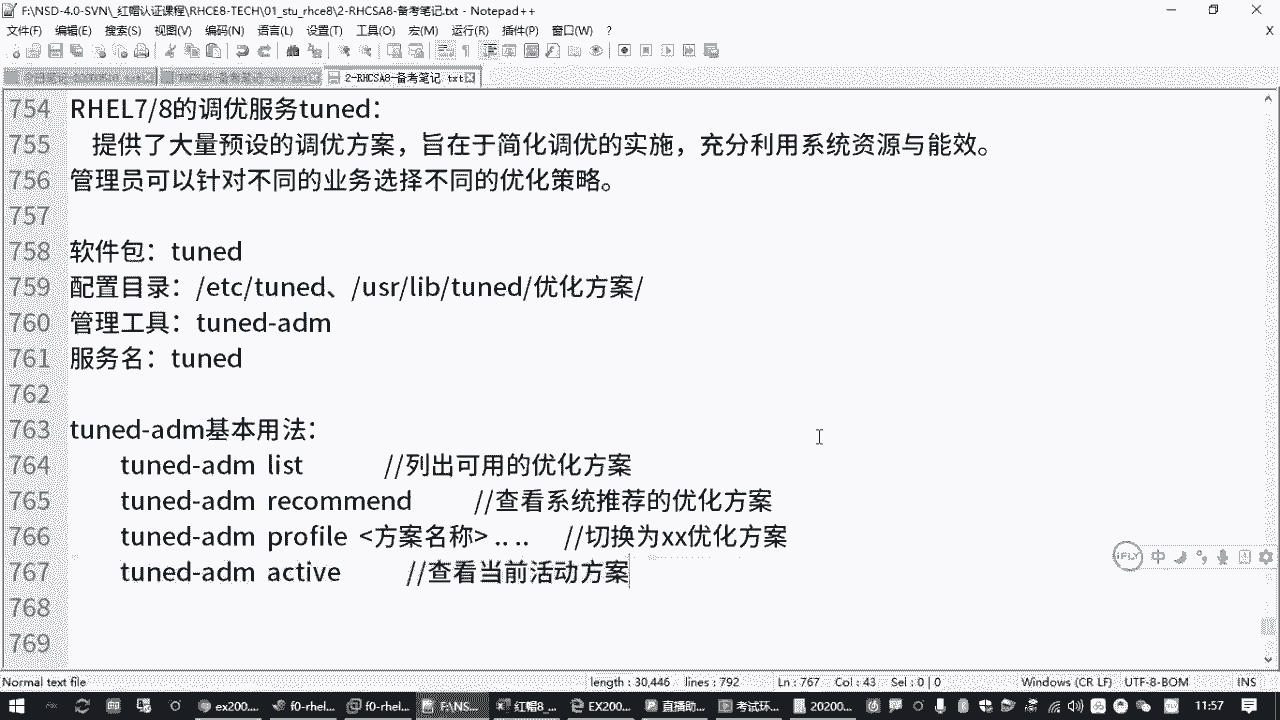 F:\NSD-4.0-SVN\_红帽认证课程\RHCE8-TECH\01_stu_rhce8\2-RHCSA8-备考笔记.txt - Notepad++
文件(F) 编辑(E) 搜索(S) 视图(V) 编码(N) 语言(L) 设置(T) 工具(O) 宏(M) 运行(R) 插件(P) 窗口(W) ? X
2-RHCSA8-备考笔记.txt
754 RHEL7/8的调优服务tuned：
755 提供了大量预设的调优方案，旨在于简化调优的实施，充分利用系统资源与能效。
756 管理员可以针对不同的业务选择不同的优化策略。
757
758 软件包：tuned
759 配置目录：/etc/tuned、/usr/lib/tuned/优化方案/
760 管理工具：tuned-adm
761 服务名：tuned
762
763 tuned-adm基本用法：
764 tuned-adm list //列出可用的优化方案
765 tuned-adm recommend //查看系统推荐的优化方案
766 tuned-adm profile <方案名称> .. .. //切换为xx优化方案
767 tuned-adm active //查看当前活动方案
768
769
iFLY 中
Normal text file length : 30,446 lines : 792 Ln : 767 Col : 43 Sel : 0 | 0 Windows (CR LF) UTF-8-BOM INS
ex200... f0-rhel... f0-rhel... F:\NS... 红帽8_... EX200... 直播助... 考试环... 20200... 中 11:57